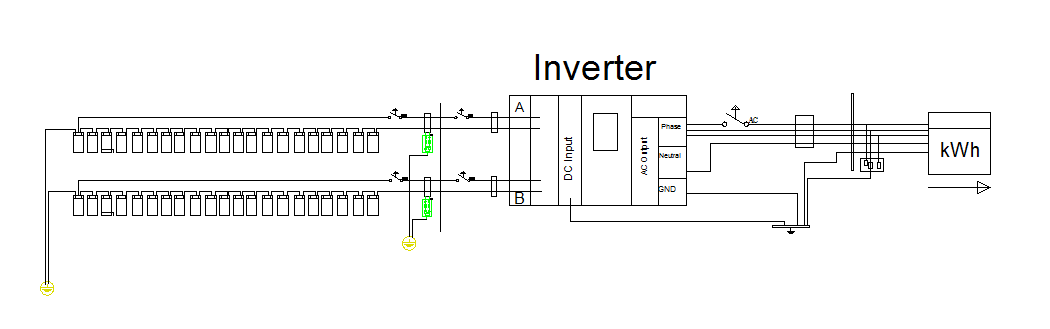 Inverter
A
B
DC Input
AC Output
Phase
Neutral
GND
AC
kWh